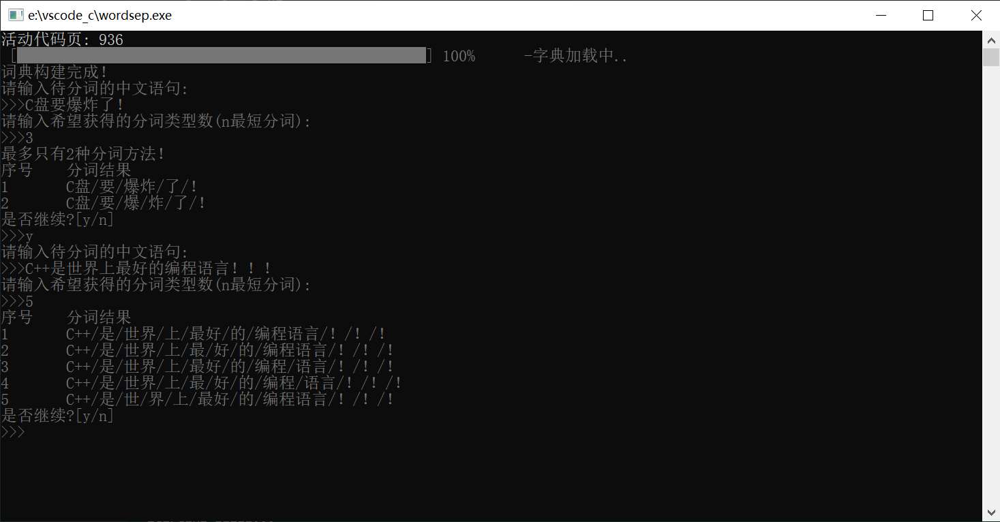 e:\vscode_c\wordsep.exe
活动代码页: 936
[ ] 100% -字典加载中..
词典构建完成!
请输入待分词的中文语句:
>>>C盘要爆炸了!
请输入希望获得的分词类型数(n最短分词):
>>>3
最多只有2种分词方法!
序号 分词结果
1 C盘/要/爆炸/了/!
2 C盘/要/爆/炸/了/!
是否继续?[y/n]
>>>y
请输入待分词的中文语句:
>>>C++是世界上最好的编程语言！！！
请输入希望获得的分词类型数(n最短分词):
>>>5
序号 分词结果
1 C++/是/世界/上/最好/的/编程语言/！/！/！
2 C++/是/世界/上/最/好/的/编程语言/！/！/！
3 C++/是/世界/上/最好/的/编程/语言/！/！/！
4 C++/是/世界/上/最/好/的/编程/语言/！/！/！
5 C++/是/世/界/上/最好/的/编程语言/！/！/！
是否继续?[y/n]
>>>